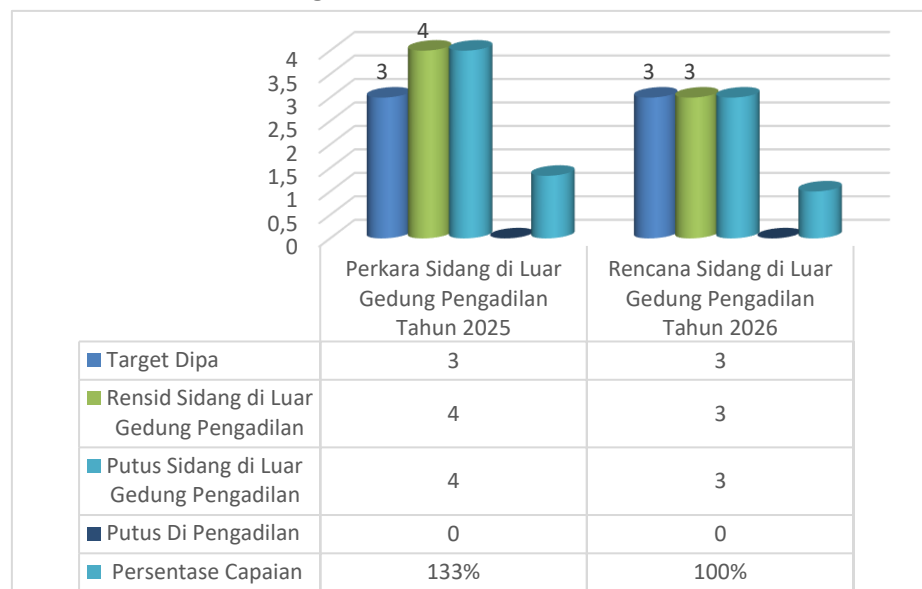 4
3
3
3
4
3,5
3
2,5
2
1,5
1
0,5
0
Perkara Sidang di Luar
Gedung Pengadilan
Tahun 2025
Rencana Sidang di Luar
Gedung Pengadilan
Tahun 2026
Target Dipa 3 3
Rensid Sidang di Luar
Gedung Pengadilan 4 3
Putus Sidang di Luar
Gedung Pengadilan 4 3
Putus Di Pengadilan 0 0
Persentase Capaian 133% 100%